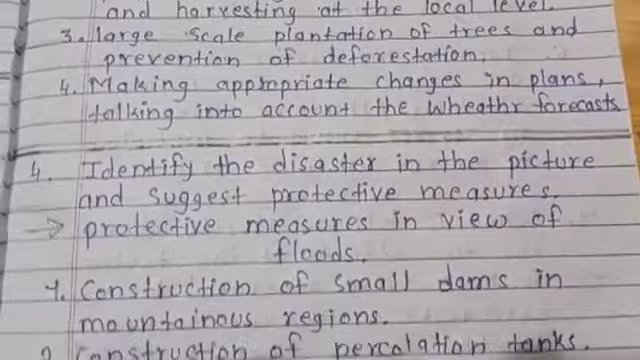 and harvesting at the local level.
3. large scale plantation of trees and
prevention of deforestation.
4. Making appropriate changes in plans,
talking into account the wheathr forecasts
4. Identify the disaster in the picture
and suggest protective measures.
→ protective measures in view of
floods.
1. Construction of small dams in
mountainous regions.
2. Construction of percolation tanks.